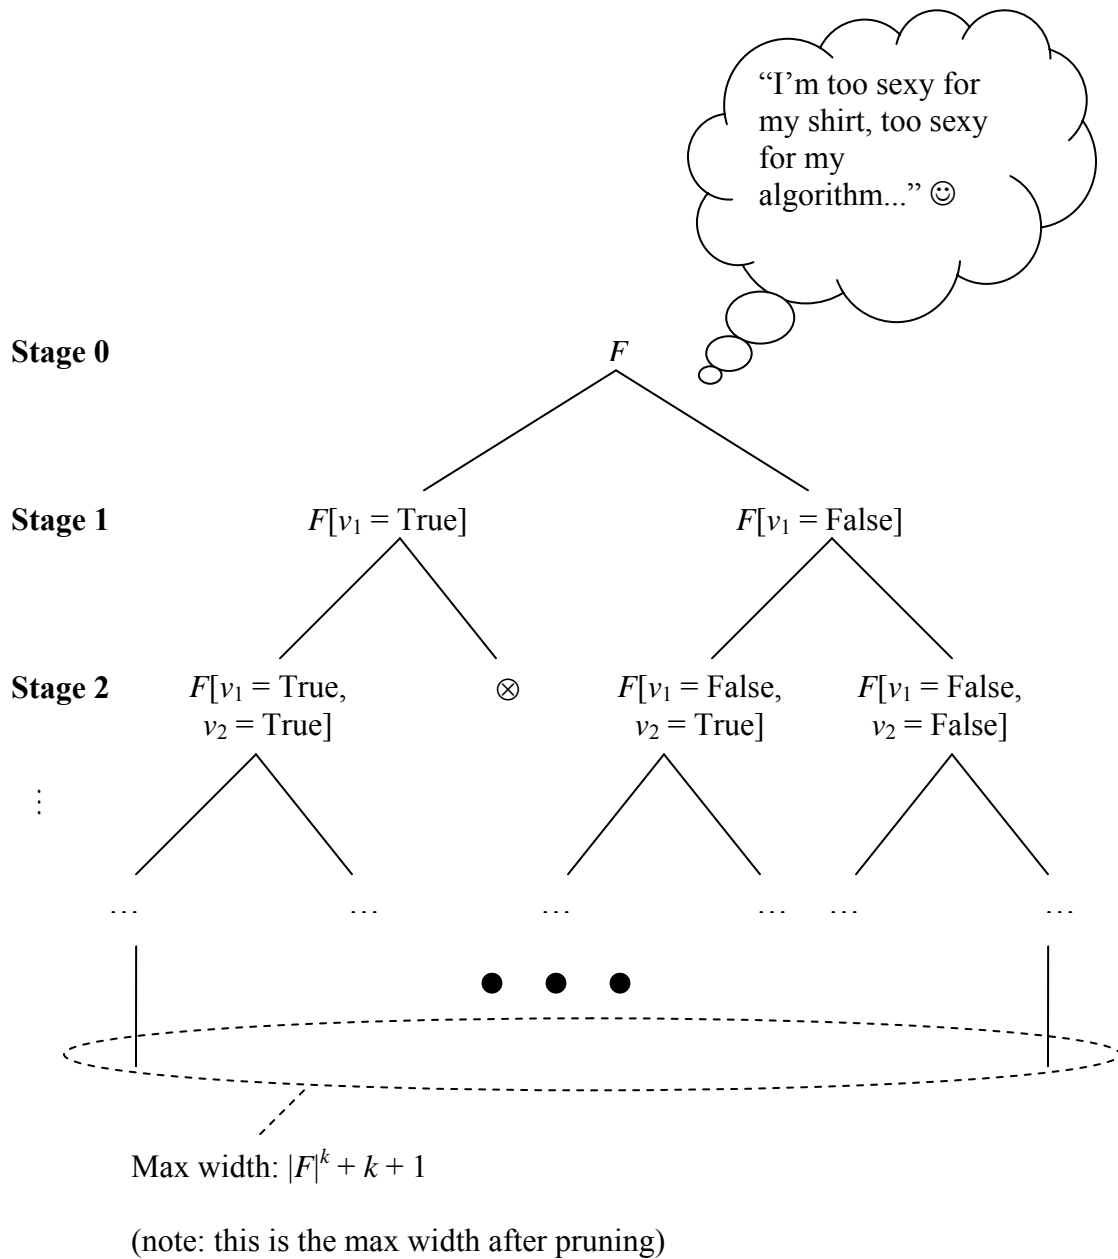 “I’m too sexy for
my shirt, too sexy
for my
algorithm...” ☺
Stage 0
F
Stage 1
F[v₁ = True]
F[v₁ = False]
Stage 2
F[v₁ = True,
v₂ = True]
⊗
F[v₁ = False,
v₂ = True]
F[v₁ = False,
v₂ = False]
⋮
… … … … … …
● ● ●
Max width: |F|ᵏ + k + 1
(note: this is the max width after pruning)